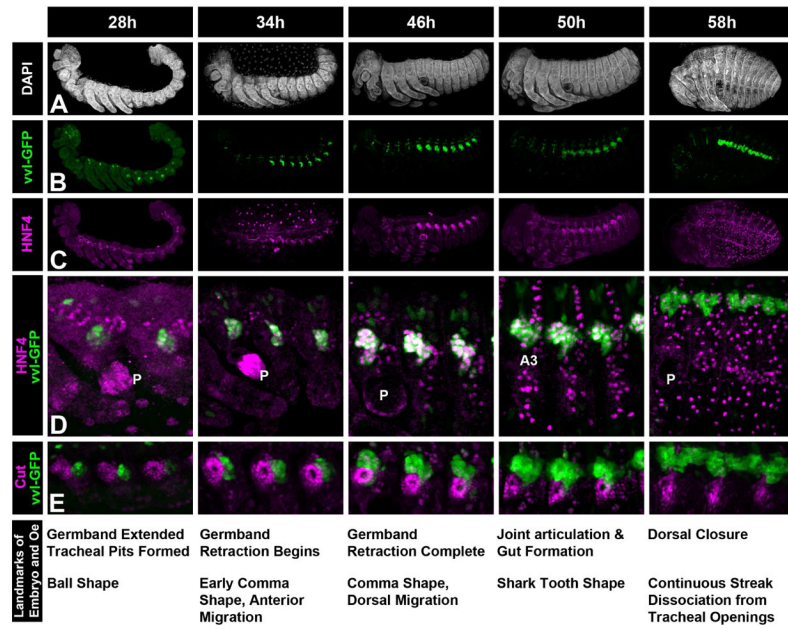 28h 34h 46h 50h 58h
DAPI
A
vvl-GFP
B
HNF4
C
HNF4
vvl-GFP
P P P A3 P
D
Cut
vvl-GFP
E
Landmarks of
Embryo and Oe
Germband Extended
Tracheal Pits Formed
Ball Shape
Germband
Retraction Begins
Early Comma
Shape, Anterior
Migration
Germband
Retraction Complete
Comma Shape,
Dorsal Migration
Joint articulation &
Gut Formation
Shark Tooth Shape
Dorsal Closure
Continuous Streak
Dissociation from
Tracheal Openings